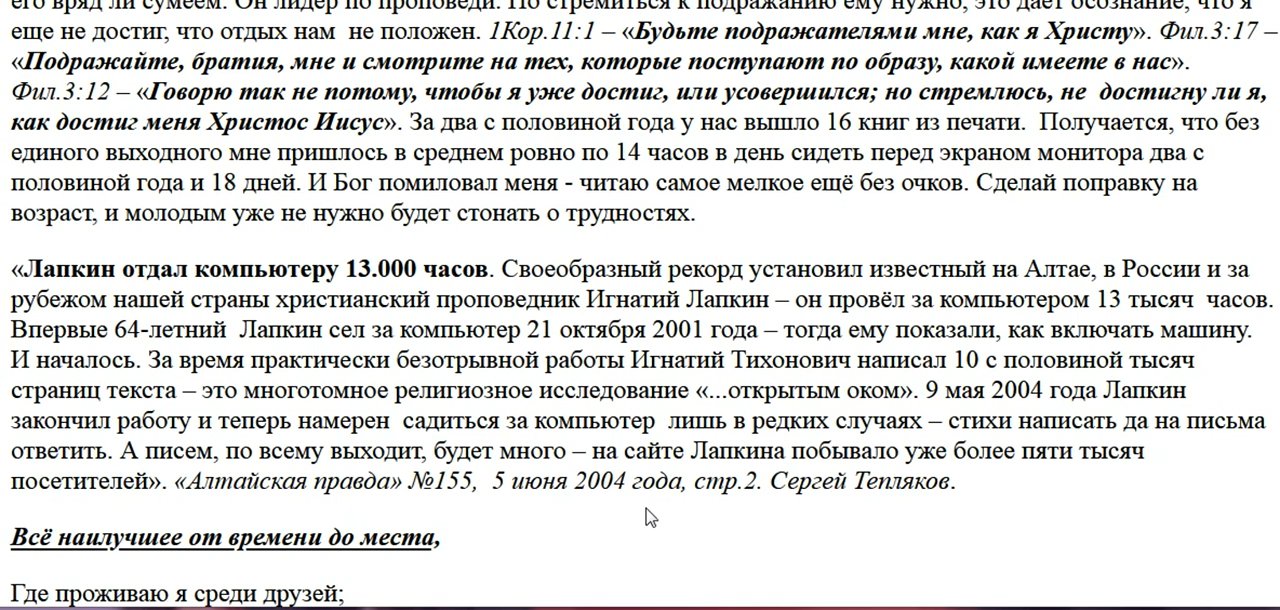 его вряд ли сумеем. Он лидер по проповеди. Но стремиться к подражанию ему нужно, это даёт осознание, что я
еще не достиг, что отдых нам  не положен. 1Кор.11:1 – «Будьте подражателями мне, как я Христу». Фил.3:17 –
«Подражайте, братия, мне и смотрите на тех, которые поступают по образу, какой имеете в нас».
Фил.3:12 – «Говорю так не потому, чтобы я уже достиг, или усовершился; но стремлюсь, не  достигну ли я,
как достиг меня Христос Иисус». За два с половиной года у нас вышло 16 книг из печати.  Получается, что без
единого выходного мне пришлось в среднем ровно по 14 часов в день сидеть перед экраном монитора два с
половиной года и 18 дней. И Бог помиловал меня - читаю самое мелкое ещё без очков. Сделай поправку на
возраст, и молодым уже не нужно будет стонать о трудностях.
«Лапкин отдал компьютеру 13.000 часов. Своеобразный рекорд установил известный на Алтае, в России и за
рубежом нашей страны христианский проповедник Игнатий Лапкин – он провёл за компьютером 13 тысяч  часов.
Впервые 64-летний  Лапкин сел за компьютер 21 октября 2001 года – тогда ему показали, как включать машину.
И началось. За время практически безотрывной работы Игнатий Тихонович написал 10 с половиной тысяч
страниц текста – это многотомное религиозное исследование «...открытым оком». 9 мая 2004 года Лапкин
закончил работу и теперь намерен  садиться за компьютер  лишь в редких случаях – стихи написать да на письма
ответить. А писем, по всему выходит, будет много – на сайте Лапкина побывало уже более пяти тысяч
посетителей». «Алтайская правда» №155,  5 июня 2004 года, стр.2. Сергей Тепляков.
Всё наилучшее от времени до места,
Где проживаю я среди друзей;